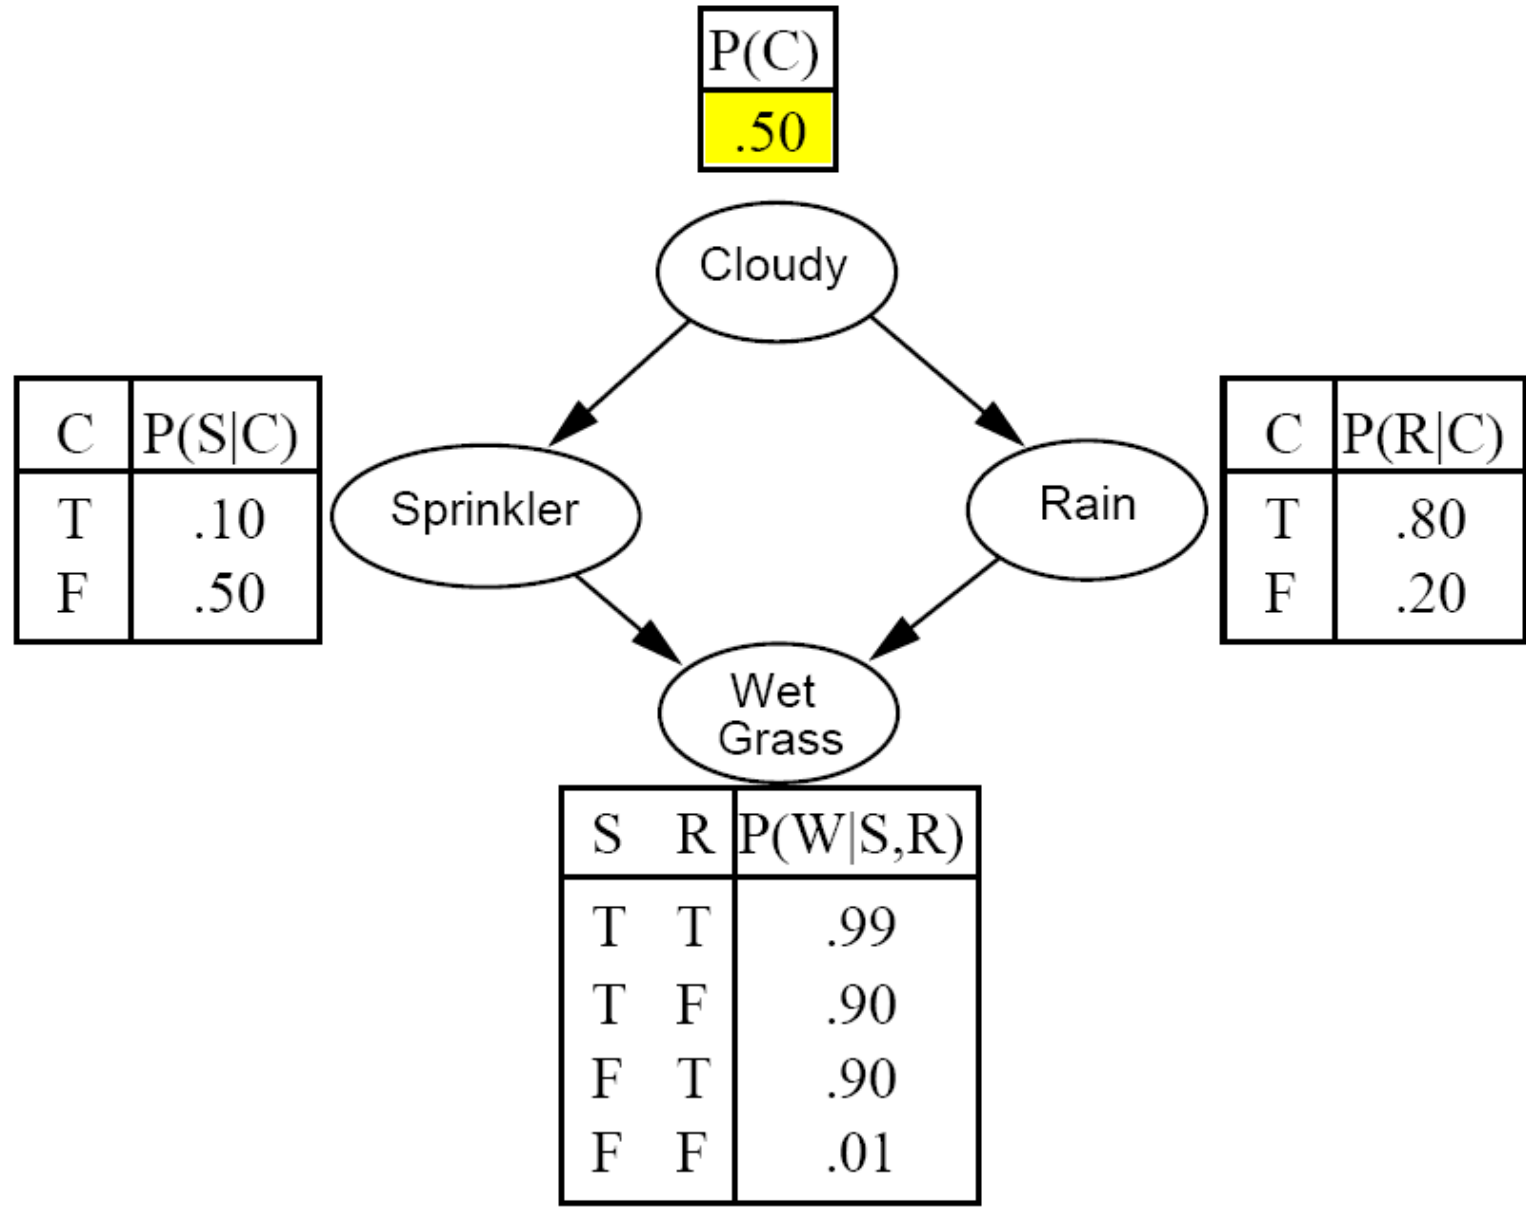 P(C)
.50
Cloudy
C P(S|C)
T .10
F .50
Sprinkler
Rain
C P(R|C)
T .80
F .20
Wet
Grass
S R P(W|S,R)
T T .99
T F .90
F T .90
F F .01